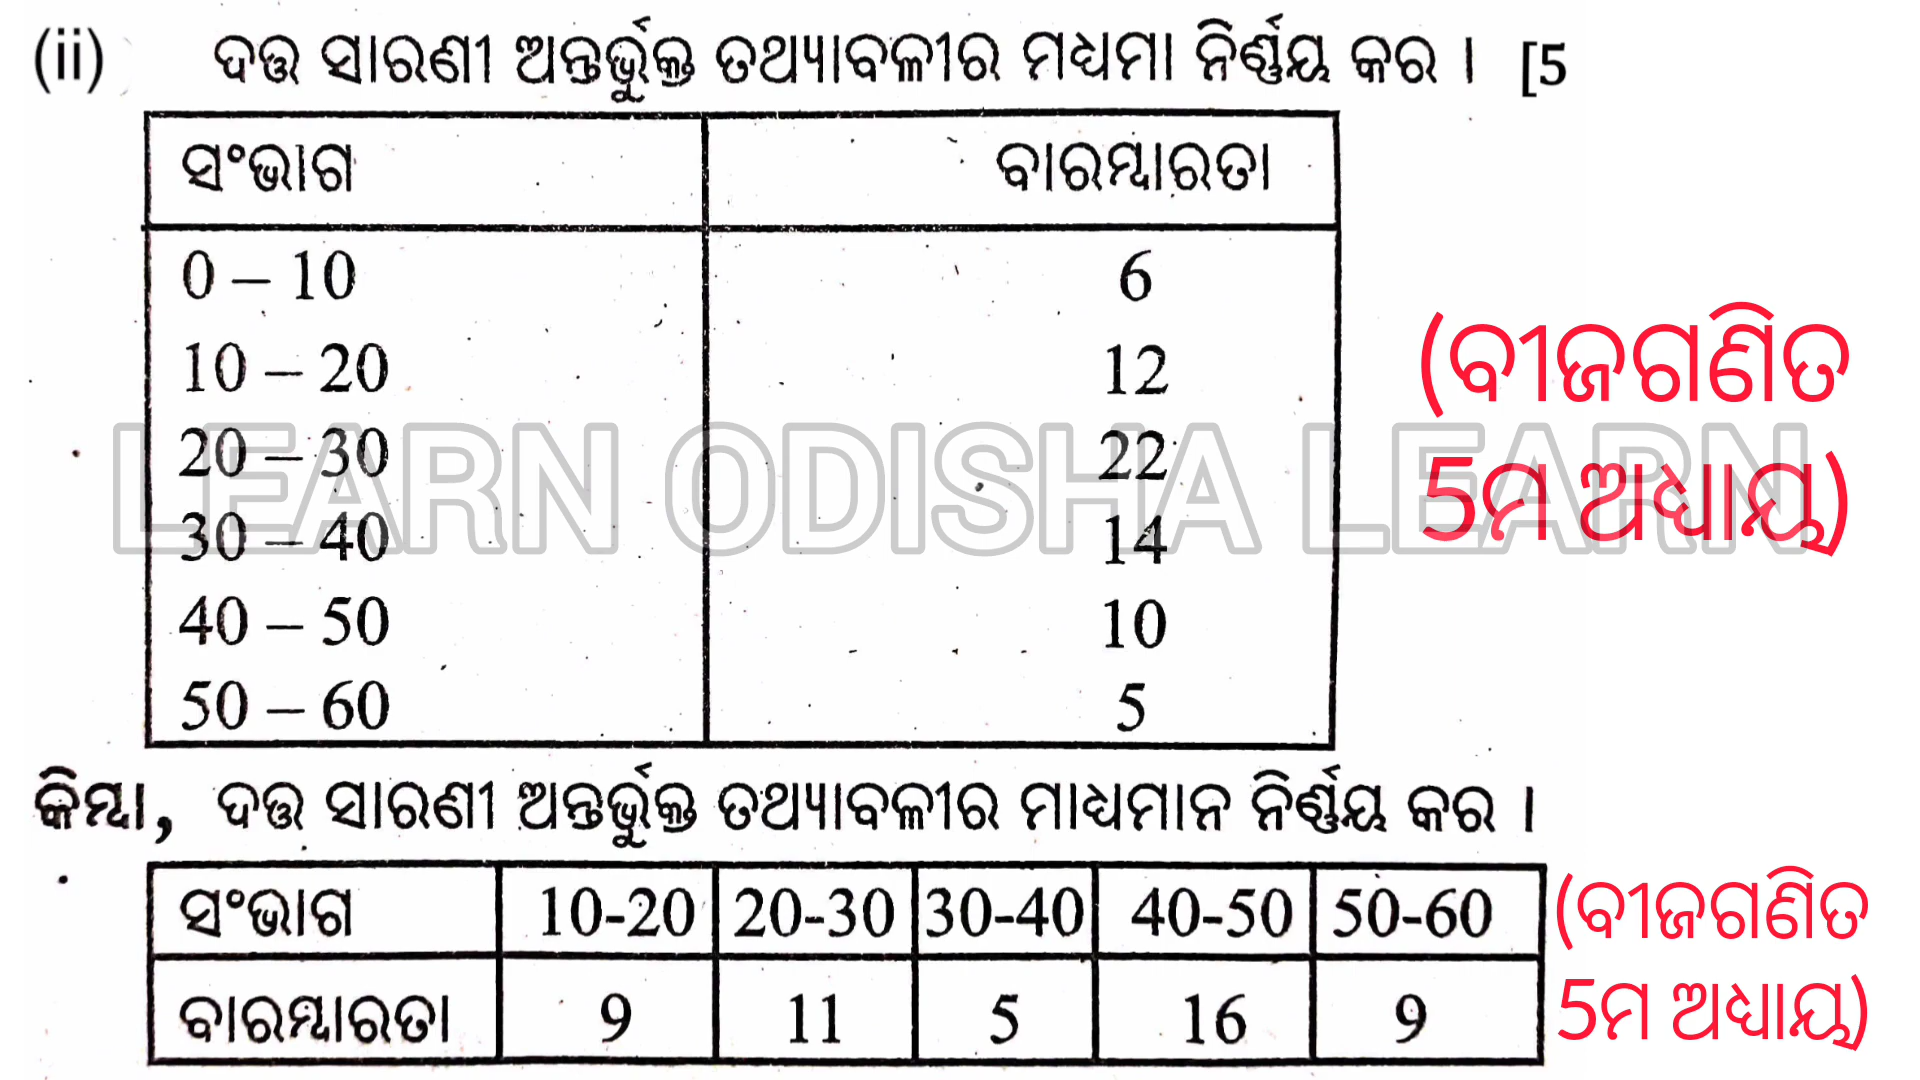 (ii) ଦତ୍ତ ସାରଣୀ ଅନ୍ତର୍ଭୁକ୍ତ ତଥ୍ୟାବଳୀର ମଧ୍ୟମା ନିର୍ଣ୍ଣୟ କର । [5
ସଂଭାଗ ବାରମ୍ବାରତା
0 – 10 6
10 – 20 12
20 – 30 22
30 – 40 14
40 – 50 10
50 – 60 5
(ବୀଜଗଣିତ
5ମ ଅଧ୍ୟାୟ)
LEARN ODISHA LEARN
କିମ୍ବା, ଦତ୍ତ ସାରଣୀ ଅନ୍ତର୍ଭୁକ୍ତ ତଥ୍ୟାବଳୀର ମାଧ୍ୟମାନ ନିର୍ଣ୍ଣୟ କର ।
ସଂଭାଗ 10-20 20-30 30-40 40-50 50-60
ବାରମ୍ବାରତା 9 11 5 16 9
(ବୀଜଗଣିତ
5ମ ଅଧ୍ୟାୟ)